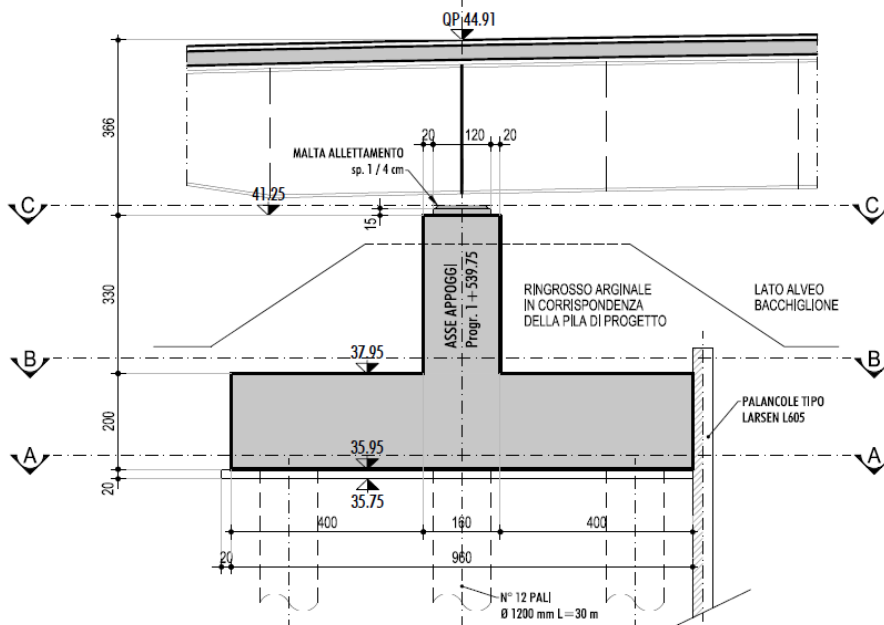 QP 44.91
366
20 120 20
MALTA ALLETTAMENTO
sp. 1 / 4 cm
41.25
C C
15
330
ASSE APPOGGI
Progr. 1+539.75
RINGROSSO ARGINALE
IN CORRISPONDENZA
DELLA PILA DI PROGETTO
LATO ALVEO
BACCHIGLIONE
B B
37.95
200
PALANCOLE TIPO
LARSEN L605
A A
35.95
20
35.75
400 160 400
20 960
N° 12 PALI
Ø 1200 mm L=30 m